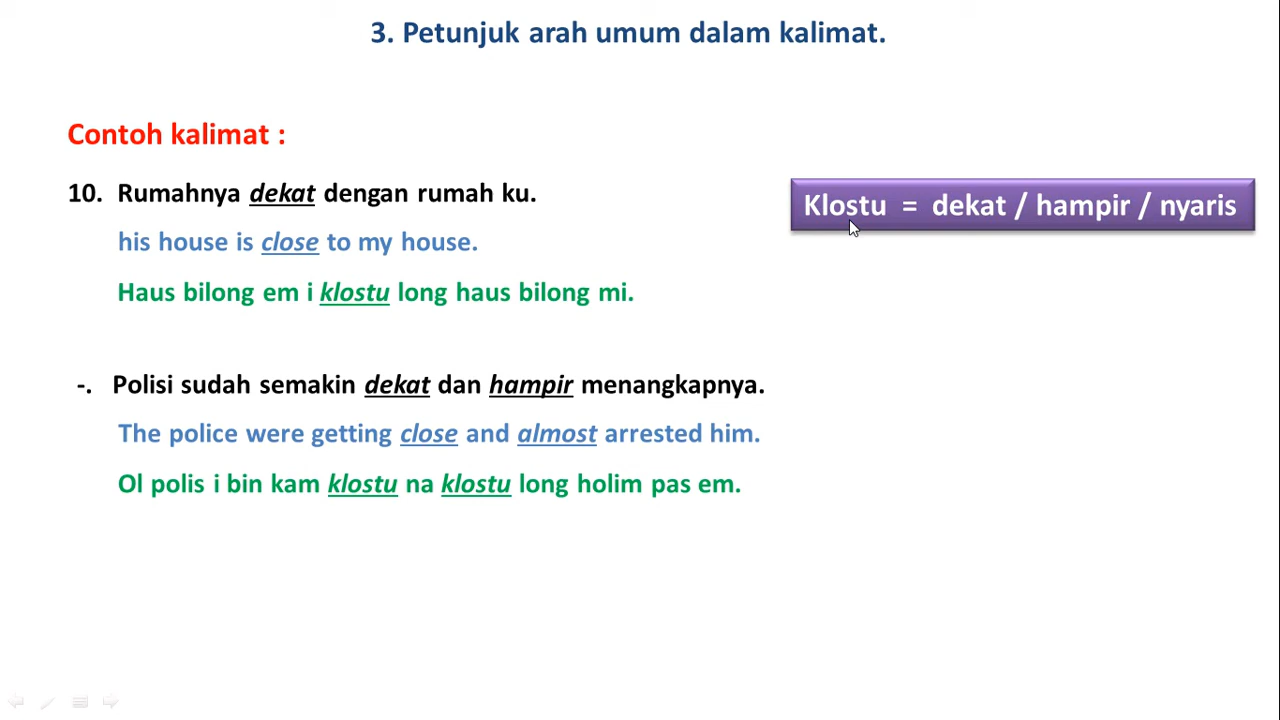 3. Petunjuk arah umum dalam kalimat.
Contoh kalimat :
10. Rumahnya dekat dengan rumah ku.
Klostu = dekat / hampir / nyaris
his house is close to my house.
Haus bilong em i klostu long haus bilong mi.
-. Polisi sudah semakin dekat dan hampir menangkapnya.
The police were getting close and almost arrested him.
Ol polis i bin kam klostu na klostu long holim pas em.